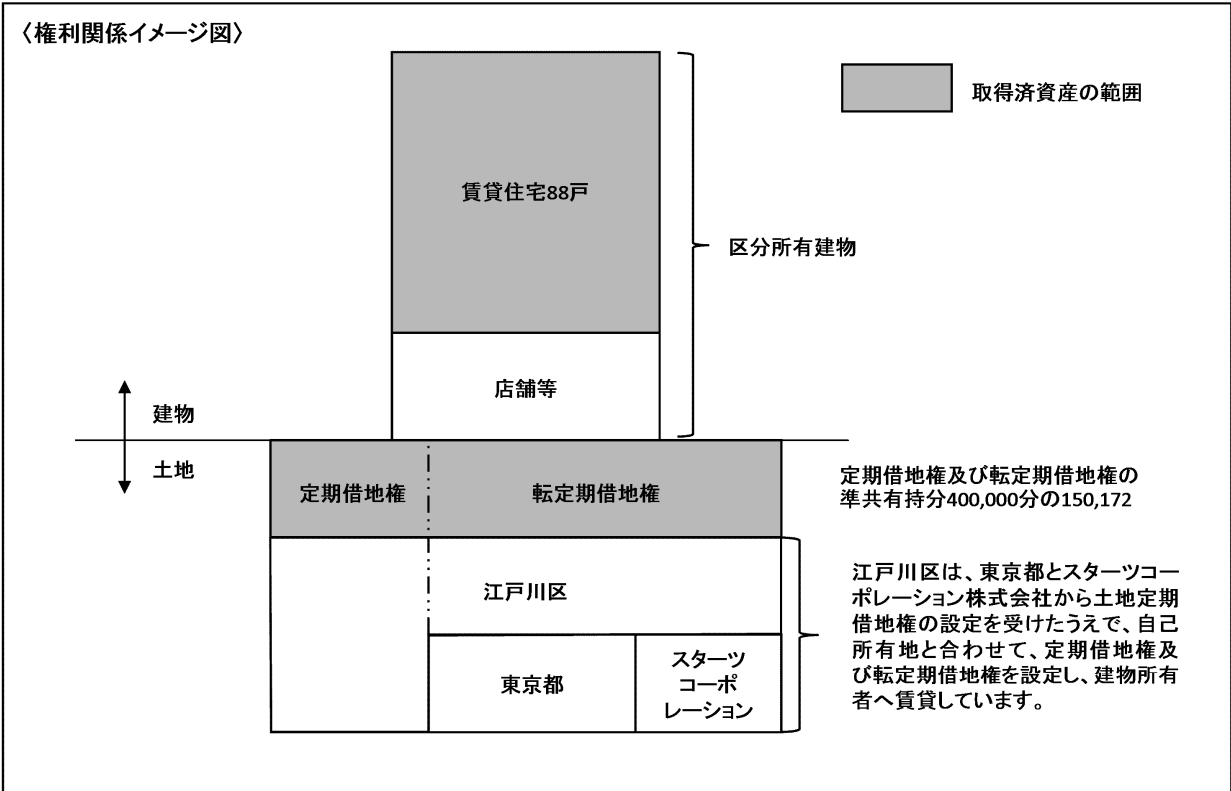 〈権利関係イメージ図〉
取得済資産の範囲
賃貸住宅88戸
区分所有建物
店舗等
建物
土地
定期借地権
転定期借地権
定期借地権及び転定期借地権の
準共有持分400,000分の150,172
江戸川区
東京都
スターツ
コーポ
レーション
江戸川区は、東京都とスターツコー
ポレーション株式会社から土地定期
借地権の設定を受けたうえで、自己
所有地と合わせて、定期借地権及
び転定期借地権を設定し、建物所有
者へ賃貸しています。